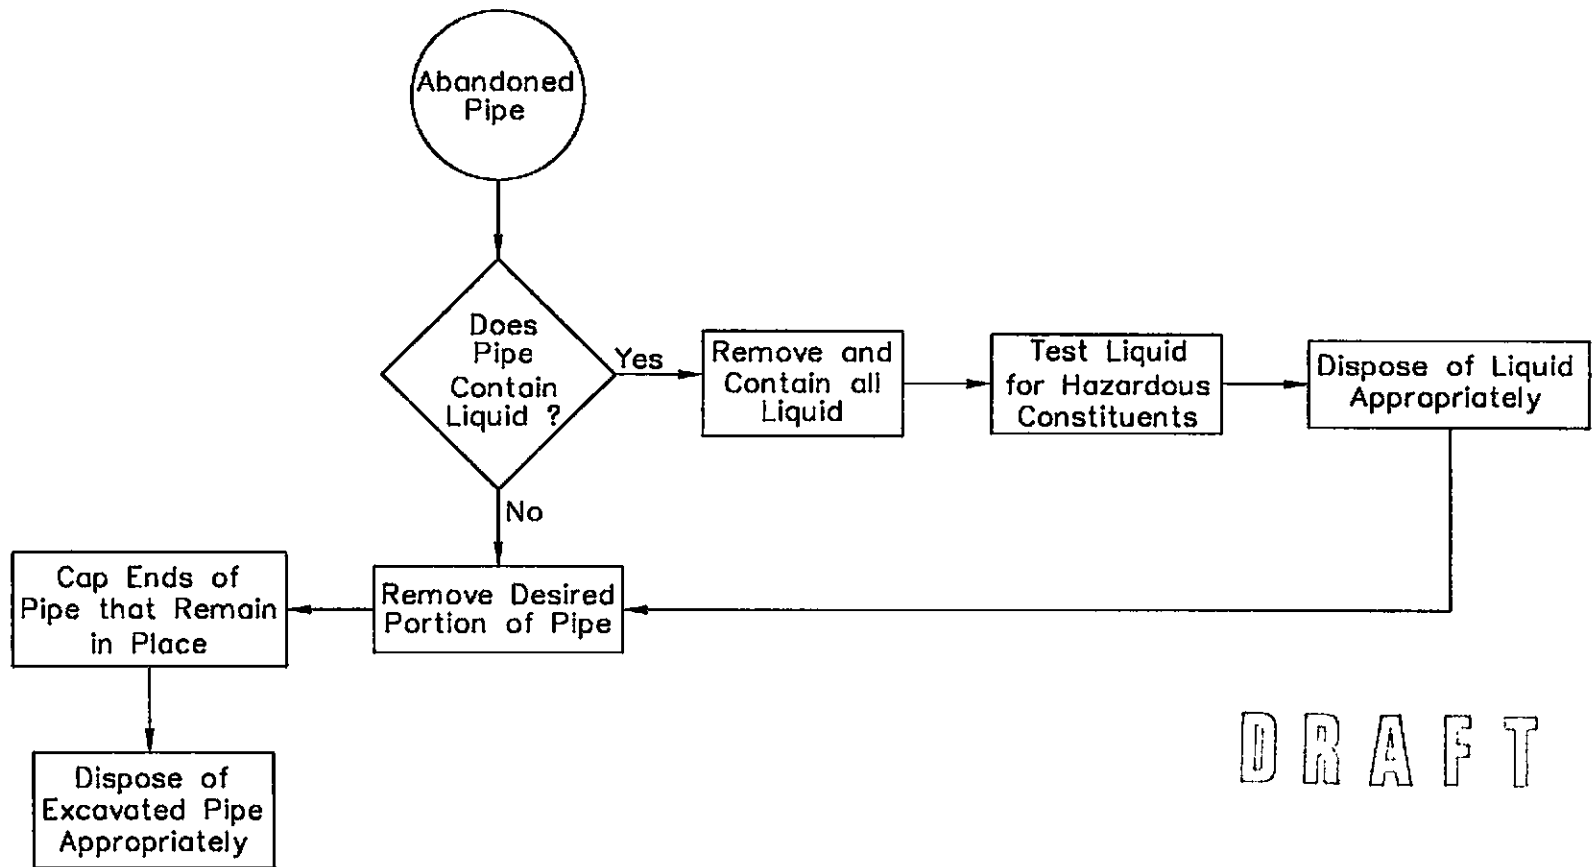 Abandoned
Pipe
Does
Pipe
Contain
Liquid ?
Yes
Remove and
Contain all
Liquid
Test Liquid
for Hazardous
Constituents
Dispose of Liquid
Appropriately
No
Remove Desired
Portion of Pipe
Cap Ends of
Pipe that Remain
in Place
Dispose of
Excavated Pipe
Appropriately
DRAFT